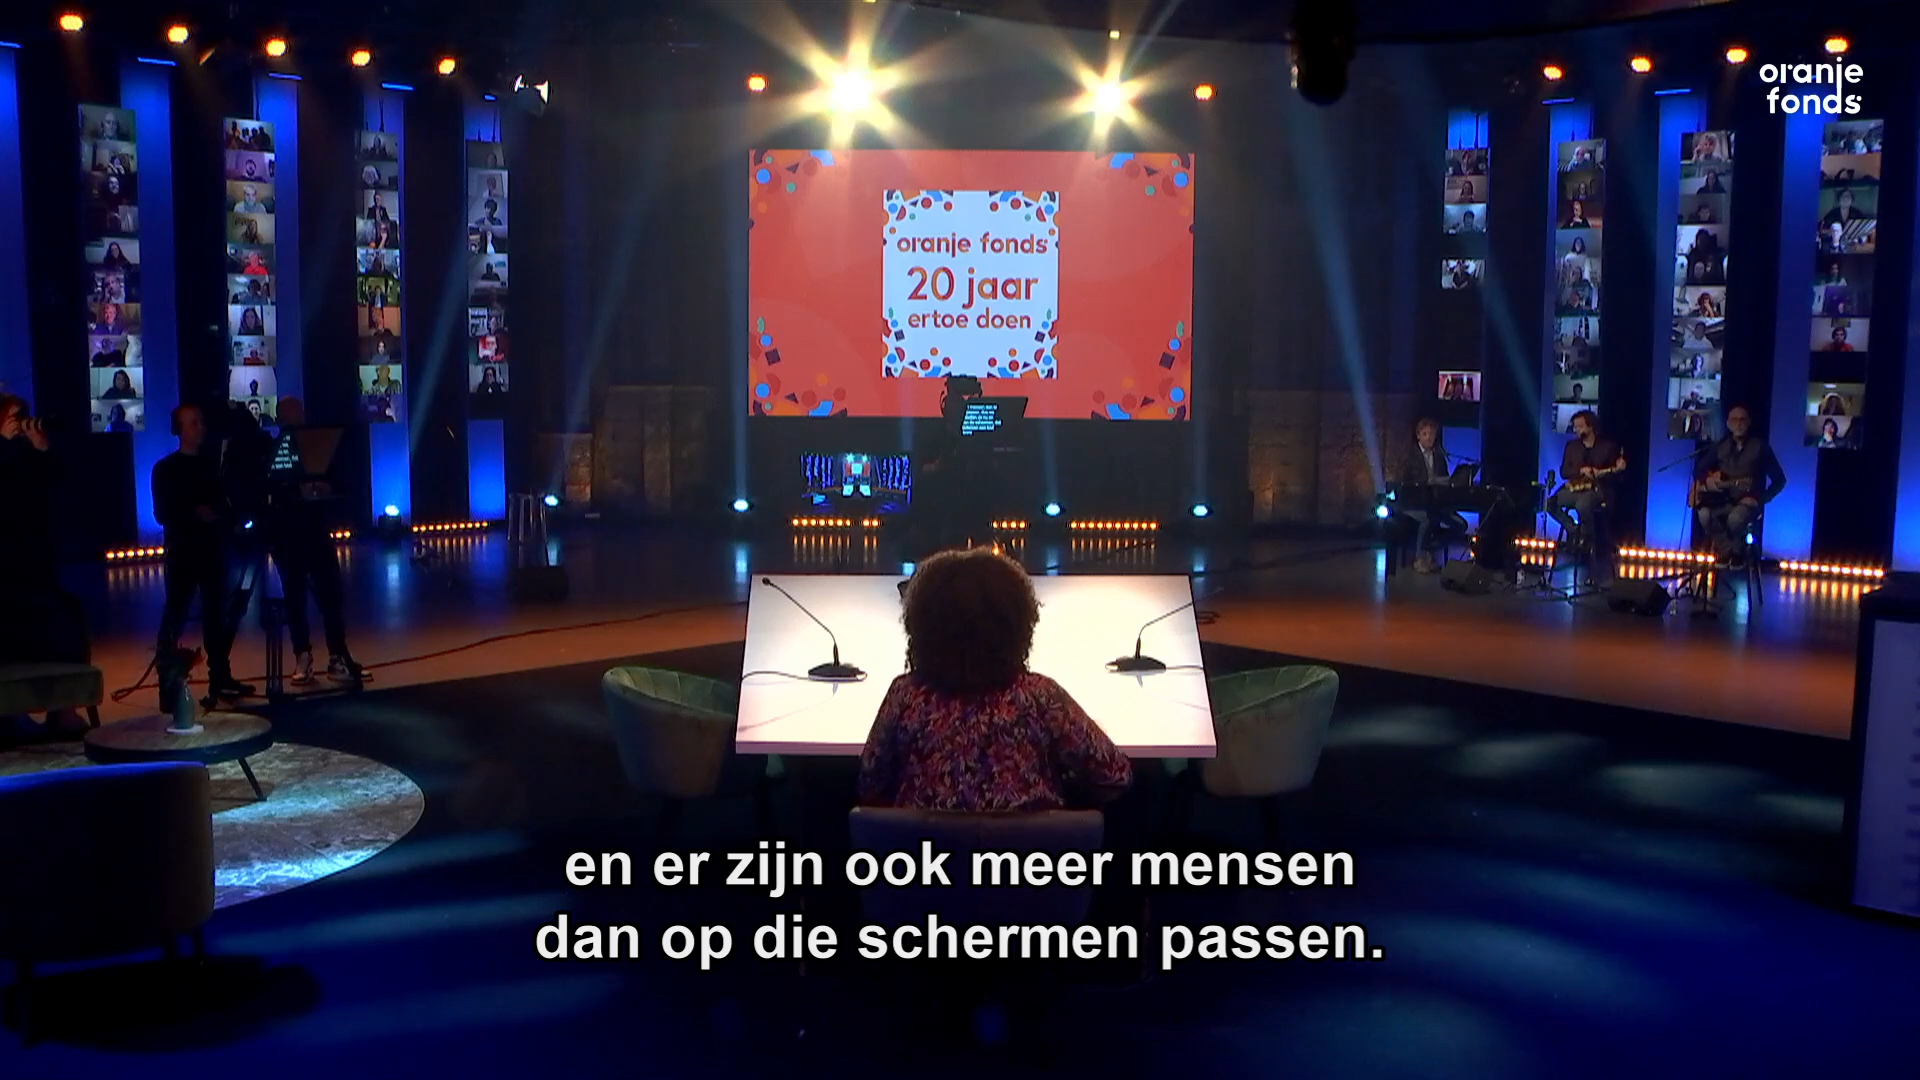 oranje
fonds
oranje fonds
20 jaar
ertoe doen
en er zijn ook meer mensen
dan op die schermen passen.